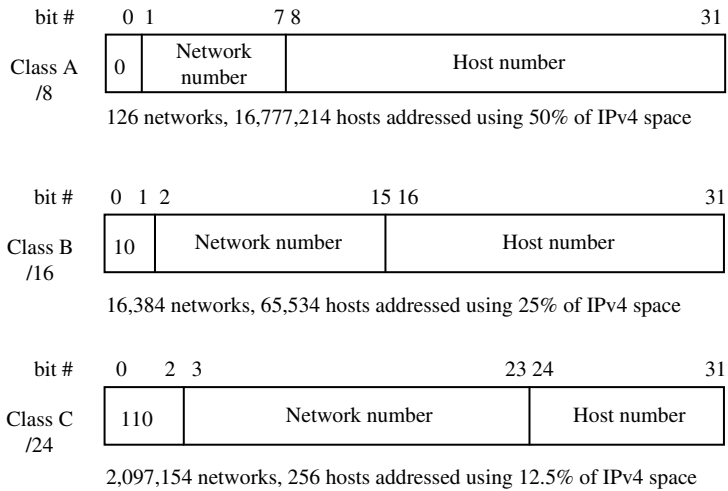 bit # 0 1 7 8 31
Class A
/8
0
Network
number
Host number
126 networks, 16,777,214 hosts addressed using 50% of IPv4 space
bit # 0 1 2 15 16 31
Class B
/16
10
Network number
Host number
16,384 networks, 65,534 hosts addressed using 25% of IPv4 space
bit # 0 2 3 23 24 31
Class C
/24
110
Network number
Host number
2,097,154 networks, 256 hosts addressed using 12.5% of IPv4 space